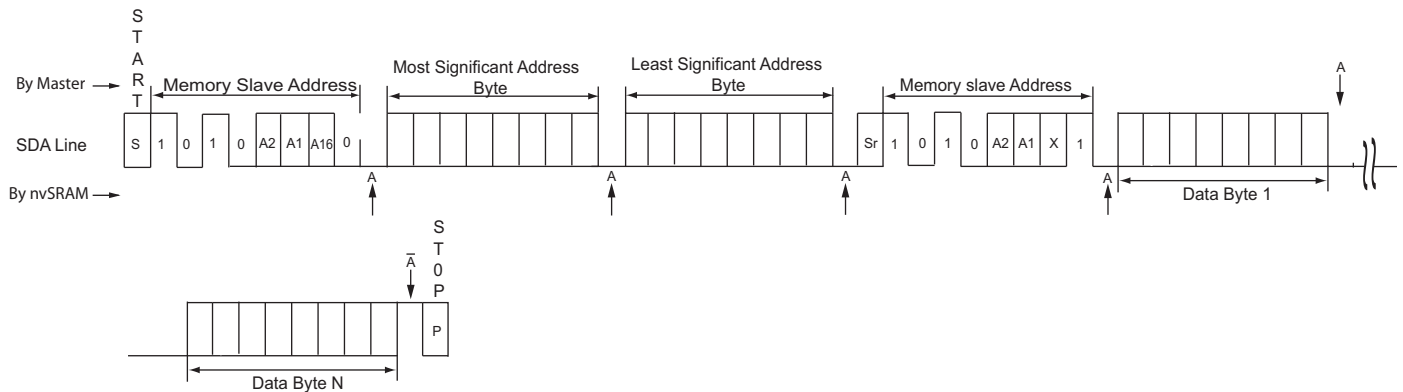 START
By Master
Memory Slave Address
Most Significant Address
Byte
Least Significant Address
Byte
Memory slave Address
A
SDA Line
S 1 0 1 0 A2 A1 A16 0
Sr 1 0 1 0 A2 A1 X 1
By nvSRAM
A
A
A
A
Data Byte 1
ST0P
A̅
P
Data Byte N